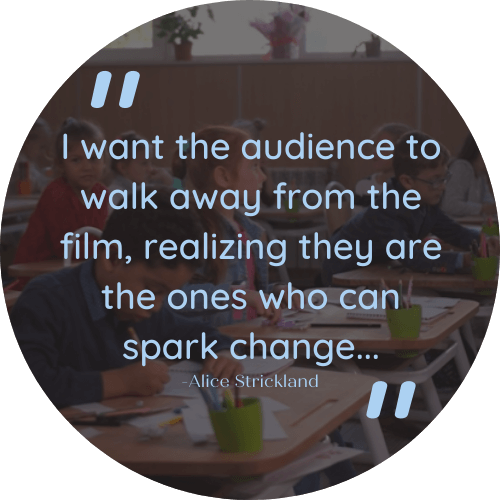 "
I want the audience to
walk away from the
film, realizing they are
the ones who can
spark change...
-Alice Strickland
"